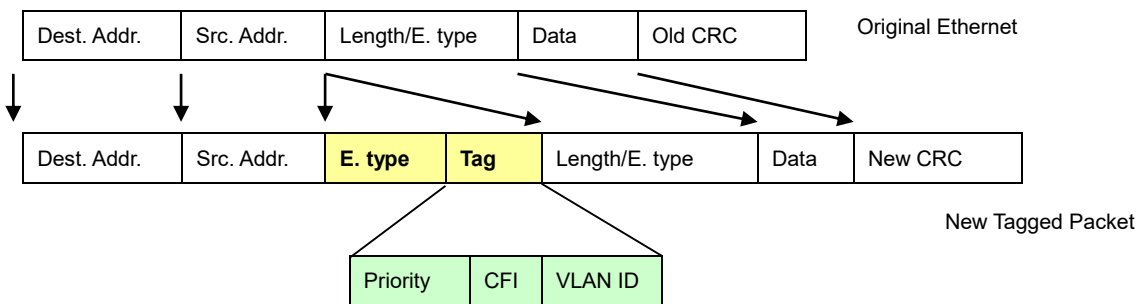 Dest. Addr. Src. Addr. Length/E. type Data Old CRC Original Ethernet
Dest. Addr. Src. Addr. E. type Tag Length/E. type Data New CRC
New Tagged Packet
Priority CFI VLAN ID